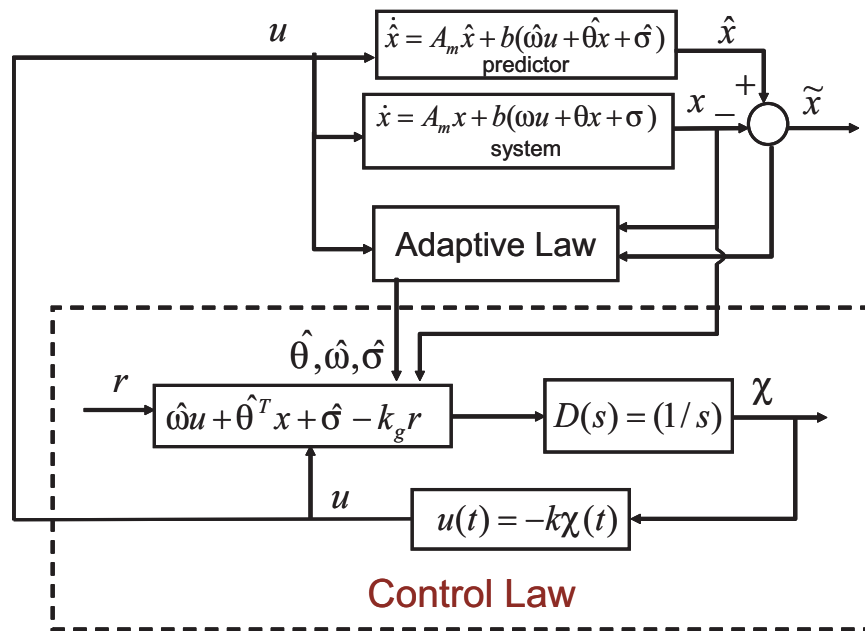 u
ẋ̂ = A_m x̂ + b(ω̂u + θ̂x + σ̂)
predictor
x̂
+
x̃
ẋ = A_m x + b(ωu + θx + σ)
system
x
−
Adaptive Law
θ̂, ω̂, σ̂
r
ω̂u + θ̂ᵀ x + σ̂ − k_g r
D(s) = (1/s)
χ
u
u(t) = −kχ(t)
Control Law